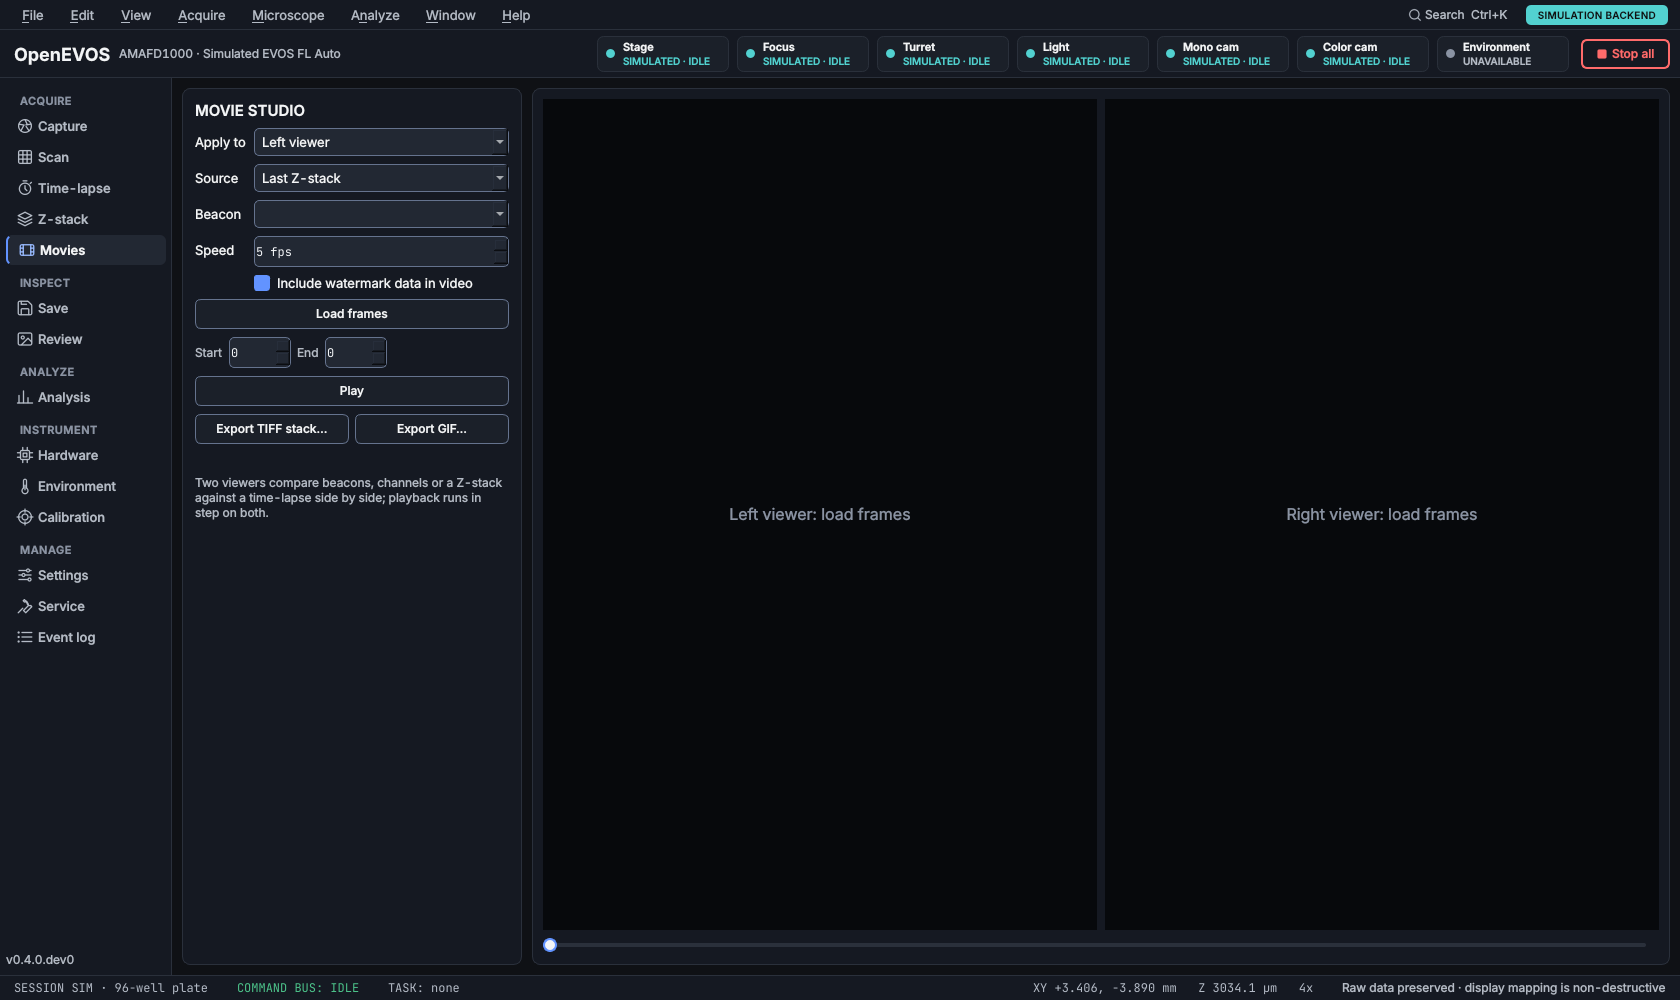 File Edit View Acquire Microscope Analyze Window Help Search Ctrl+K SIMULATION BACKEND
OpenEVOS AMAFD1000 · Simulated EVOS FL Auto
Stage
SIMULATED · IDLE
Focus
SIMULATED · IDLE
Turret
SIMULATED · IDLE
Light
SIMULATED · IDLE
Mono cam
SIMULATED · IDLE
Color cam
SIMULATED · IDLE
Environment
UNAVAILABLE
Stop all
ACQUIRE
Capture
Scan
Time-lapse
Z-stack
Movies
INSPECT
Save
Review
ANALYZE
Analysis
INSTRUMENT
Hardware
Environment
Calibration
MANAGE
Settings
Service
Event log
v0.4.0.dev0
MOVIE STUDIO
Apply to Left viewer
Source Last Z-stack
Beacon
Speed 5 fps
Include watermark data in video
Load frames
Start 0 End 0
Play
Export TIFF stack... Export GIF...
Two viewers compare beacons, channels or a Z-stack
against a time-lapse side by side; playback runs in
step on both.
Left viewer: load frames
Right viewer: load frames
SESSION SIM · 96-well plate COMMAND BUS: IDLE TASK: none XY +3.406, -3.890 mm Z 3034.1 µm 4x Raw data preserved · display mapping is non-destructive